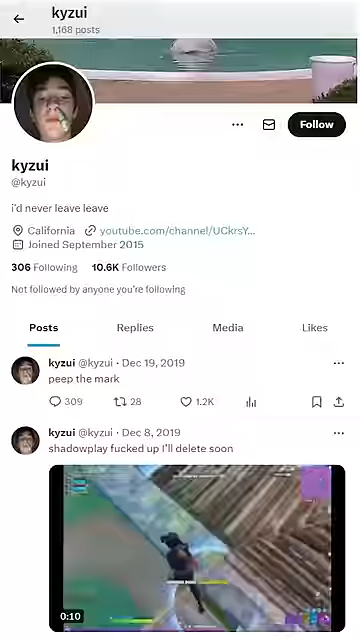 kyzui
1,168 posts
Follow
kyzui
@kyzui
i'd never leave leave
California youtube.com/channel/UCkrsY...
Joined September 2015
306 Following 10.6K Followers
Not followed by anyone you're following
Posts Replies Media Likes
kyzui @kyzui · Dec 19, 2019
peep the mark
309 28 1.2K
kyzui @kyzui · Dec 8, 2019
shadowplay fucked up I'll delete soon
0:10